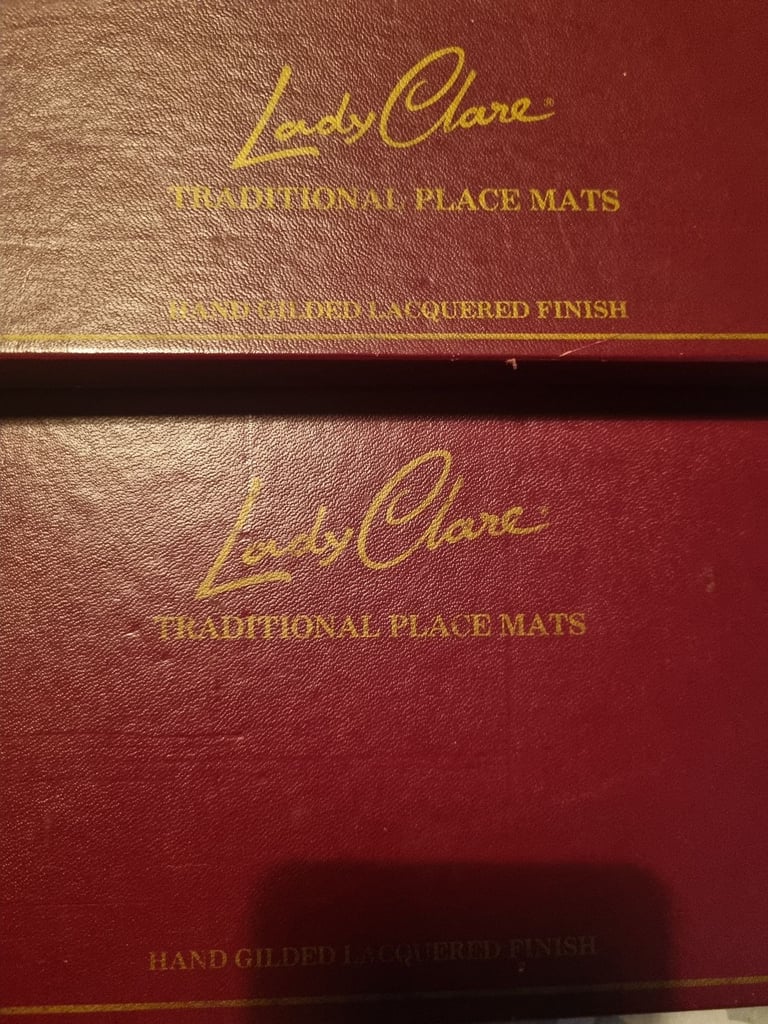 Lady Clare®
TRADITIONAL PLACE MATS
HAND GILDED LACQUERED FINISH
Lady Clare
TRADITIONAL PLACE MATS
HAND GILDED LACQUERED FINISH